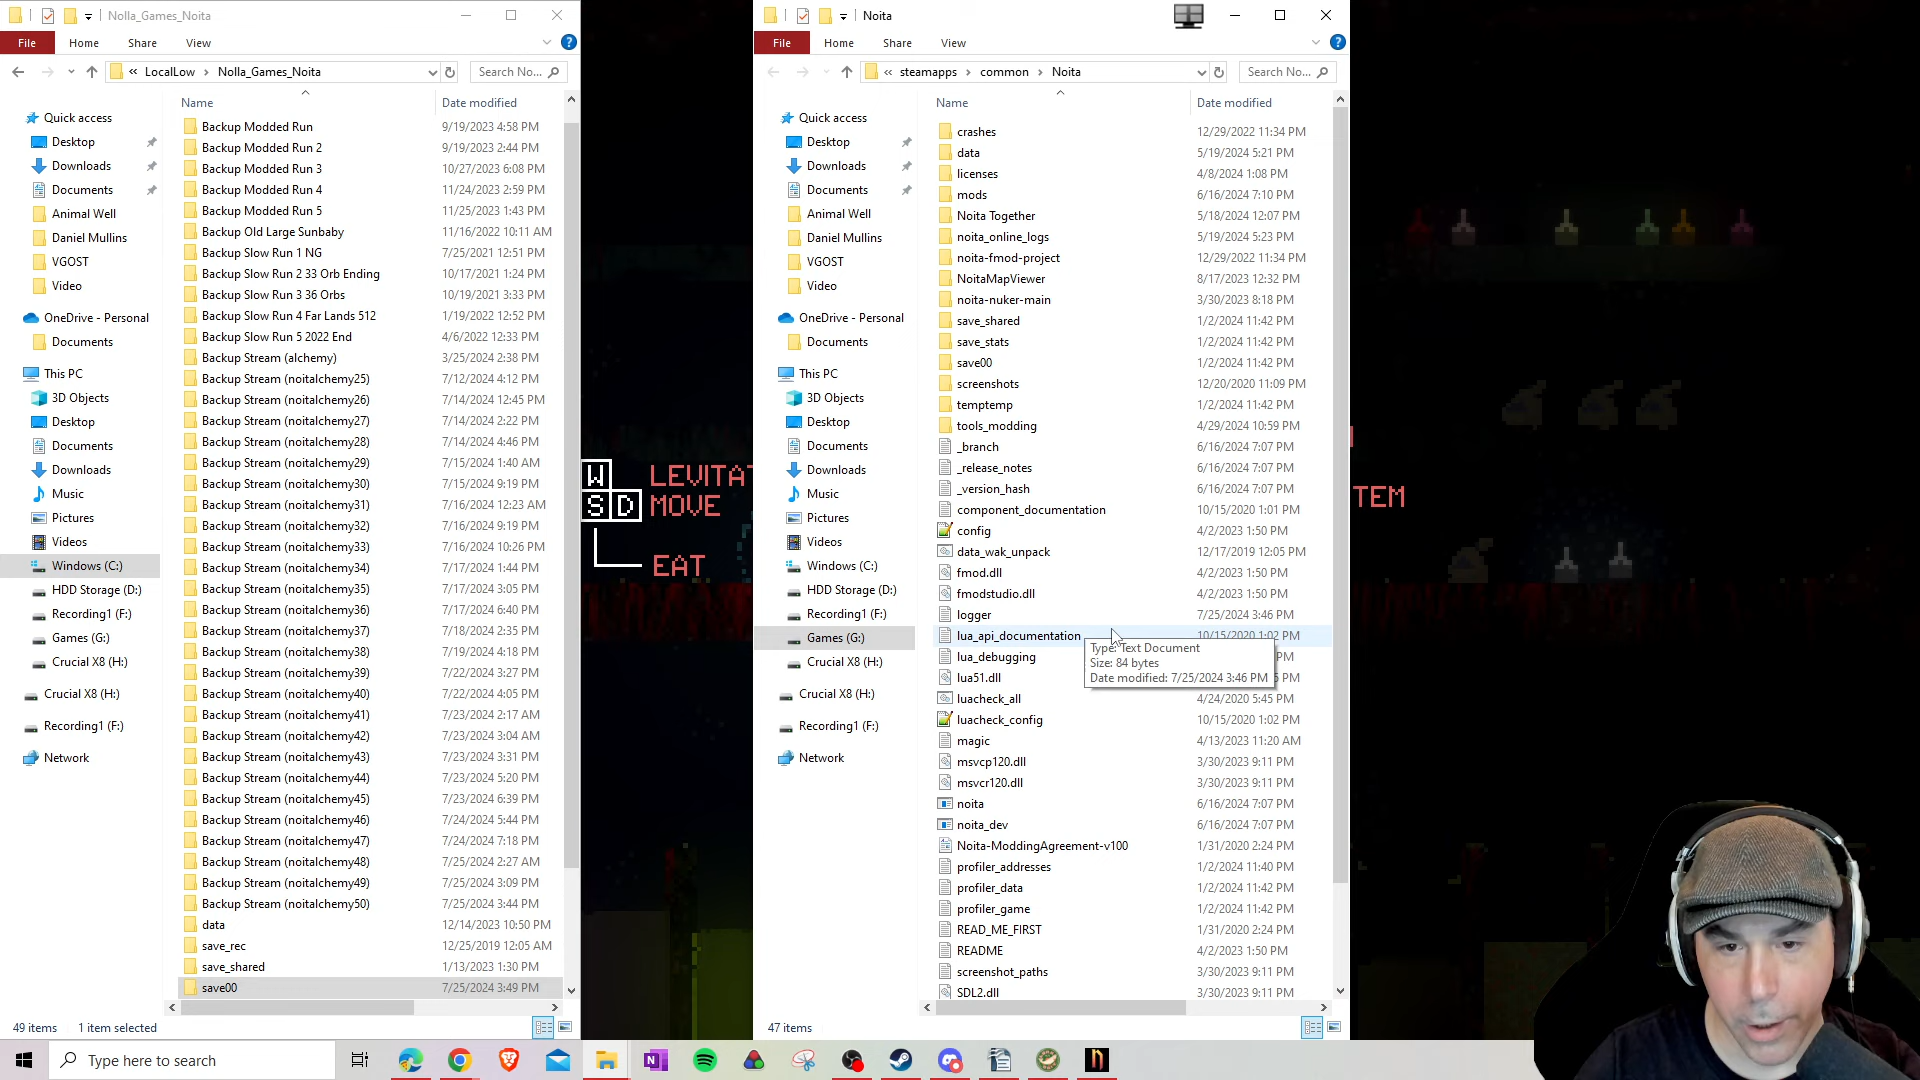 Nolla_Games_Noita
File
Home
Share
View
« LocalLow › Nolla_Games_Noita
Search No...
Name
Date modified
Quick access
Desktop
Downloads
Documents
Animal Well
Daniel Mullins
VGOST
Video
OneDrive - Personal
Documents
This PC
3D Objects
Desktop
Documents
Downloads
Music
Pictures
Videos
Windows (C:)
HDD Storage (D:)
Recording1 (F:)
Games (G:)
Crucial X8 (H:)
Crucial X8 (H:)
Recording1 (F:)
Network
Backup Modded Run 9/19/2023 4:58 PM
Backup Modded Run 2 9/19/2023 2:44 PM
Backup Modded Run 3 10/27/2023 6:08 PM
Backup Modded Run 4 11/24/2023 2:59 PM
Backup Modded Run 5 11/25/2023 1:43 PM
Backup Old Large Sunbaby 11/16/2022 10:11 AM
Backup Slow Run 1 NG 7/25/2021 12:51 PM
Backup Slow Run 2 33 Orb Ending 10/17/2021 1:24 PM
Backup Slow Run 3 36 Orbs 10/19/2021 3:33 PM
Backup Slow Run 4 Far Lands 512 1/19/2022 12:52 PM
Backup Slow Run 5 2022 End 4/6/2022 12:33 PM
Backup Stream (alchemy) 3/25/2024 2:38 PM
Backup Stream (noitalchemy25) 7/12/2024 4:12 PM
Backup Stream (noitalchemy26) 7/14/2024 12:45 PM
Backup Stream (noitalchemy27) 7/14/2024 2:22 PM
Backup Stream (noitalchemy28) 7/14/2024 4:46 PM
Backup Stream (noitalchemy29) 7/15/2024 1:40 AM
Backup Stream (noitalchemy30) 7/15/2024 9:19 PM
Backup Stream (noitalchemy31) 7/16/2024 12:23 AM
Backup Stream (noitalchemy32) 7/16/2024 9:19 PM
Backup Stream (noitalchemy33) 7/16/2024 10:26 PM
Backup Stream (noitalchemy34) 7/17/2024 1:44 PM
Backup Stream (noitalchemy35) 7/17/2024 3:05 PM
Backup Stream (noitalchemy36) 7/17/2024 6:40 PM
Backup Stream (noitalchemy37) 7/18/2024 2:35 PM
Backup Stream (noitalchemy38) 7/19/2024 4:18 PM
Backup Stream (noitalchemy39) 7/22/2024 3:27 PM
Backup Stream (noitalchemy40) 7/22/2024 4:05 PM
Backup Stream (noitalchemy41) 7/23/2024 2:17 AM
Backup Stream (noitalchemy42) 7/23/2024 3:04 AM
Backup Stream (noitalchemy43) 7/23/2024 3:31 PM
Backup Stream (noitalchemy44) 7/23/2024 5:20 PM
Backup Stream (noitalchemy45) 7/23/2024 6:39 PM
Backup Stream (noitalchemy46) 7/24/2024 5:44 PM
Backup Stream (noitalchemy47) 7/24/2024 7:18 PM
Backup Stream (noitalchemy48) 7/25/2024 2:27 AM
Backup Stream (noitalchemy49) 7/25/2024 3:09 PM
Backup Stream (noitalchemy50) 7/25/2024 3:44 PM
data 12/14/2023 10:50 PM
save_rec 12/25/2019 12:05 AM
save_shared 1/13/2023 1:30 PM
save00 7/25/2024 3:49 PM
49 items
1 item selected
W
S D
LEVITAT
MOVE
EAT
Noita
File
Home
Share
View
« steamapps › common › Noita
Search No...
Name
Date modified
Quick access
Desktop
Downloads
Documents
Animal Well
Daniel Mullins
VGOST
Video
OneDrive - Personal
Documents
This PC
3D Objects
Desktop
Documents
Downloads
Music
Pictures
Videos
Windows (C:)
HDD Storage (D:)
Recording1 (F:)
Games (G:)
Crucial X8 (H:)
Crucial X8 (H:)
Recording1 (F:)
Network
crashes 12/29/2022 11:34 PM
data 5/19/2024 5:21 PM
licenses 4/8/2024 1:08 PM
mods 6/16/2024 7:10 PM
Noita Together 5/18/2024 12:07 PM
noita_online_logs 5/19/2024 5:23 PM
noita-fmod-project 12/29/2022 11:34 PM
NoitaMapViewer 8/17/2023 12:32 PM
noita-nuker-main 3/30/2023 8:18 PM
save_shared 1/2/2024 11:42 PM
save_stats 1/2/2024 11:42 PM
save00 1/2/2024 11:42 PM
screenshots 12/20/2020 11:09 PM
temptemp 1/2/2024 11:42 PM
tools_modding 4/29/2024 10:59 PM
_branch 6/16/2024 7:07 PM
_release_notes 6/16/2024 7:07 PM
_version_hash 6/16/2024 7:07 PM
component_documentation 10/15/2020 1:01 PM
config 4/2/2023 1:50 PM
data_wak_unpack 12/17/2019 12:05 PM
fmod.dll 4/2/2023 1:50 PM
fmodstudio.dll 4/2/2023 1:50 PM
logger 7/25/2024 3:46 PM
lua_api_documentation 10/15/2020 1:02 PM
lua_debugging PM
lua51.dll PM
luacheck_all 4/24/2020 5:45 PM
luacheck_config 10/15/2020 1:02 PM
magic 4/13/2023 11:20 AM
msvcp120.dll 3/30/2023 9:11 PM
msvcr120.dll 3/30/2023 9:11 PM
noita 6/16/2024 7:07 PM
noita_dev 6/16/2024 7:07 PM
Noita-ModdingAgreement-v100 1/31/2020 2:24 PM
profiler_addresses 1/2/2024 11:40 PM
profiler_data 1/2/2024 11:42 PM
profiler_game 1/2/2024 11:42 PM
READ_ME_FIRST 1/31/2020 2:24 PM
README 4/2/2023 1:50 PM
screenshot_paths 3/30/2023 9:11 PM
SDL2.dll 3/30/2023 9:11 PM
Type: Text Document
Size: 84 bytes
Date modified: 7/25/2024 3:46 PM
47 items
TEM
Type here to search